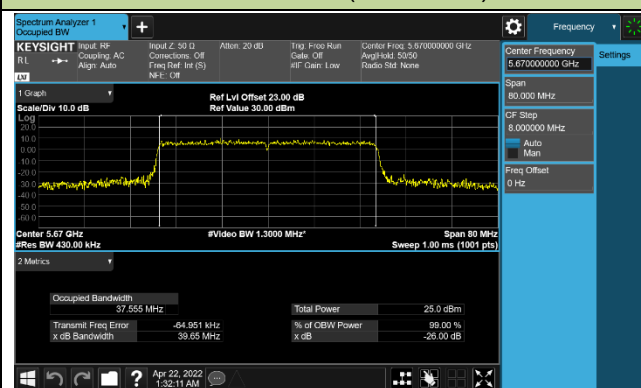 Spectrum Analyzer 1
Occupied BW
Frequency
KEYSIGHT
Input: RF
Coupling: AC
Align: Auto
Input Z: 50 Ω
Corrections: Off
Freq Ref: Int (S)
NFE: Off
Atten: 20 dB
Trig: Free Run
Gate: Off
#IF Gain: Low
Center Freq: 5.670000000 GHz
Avg|Hold: 50/50
Radio Std: None
RL
LXI
Center Frequency
5.670000000 GHz
Settings
Span
80.000 MHz
CF Step
8.000000 MHz
Auto
Man
Freq Offset
0 Hz
1 Graph
Scale/Div 10.0 dB
Ref Lvl Offset 23.00 dB
Ref Value 30.00 dBm
Log
20.0
10.0
0.00
-10.0
-20.0
-30.0
-40.0
-50.0
-60.0
Center 5.67 GHz
#Video BW 1.3000 MHz*
Span 80 MHz
#Res BW 430.00 kHz
Sweep 1.00 ms (1001 pts)
2 Metrics
Occupied Bandwidth
37.555 MHz
Total Power 25.0 dBm
Transmit Freq Error -64.951 kHz
% of OBW Power 99.00 %
x dB Bandwidth 39.65 MHz
x dB -26.00 dB
Apr 22, 2022
1:32:11 AM